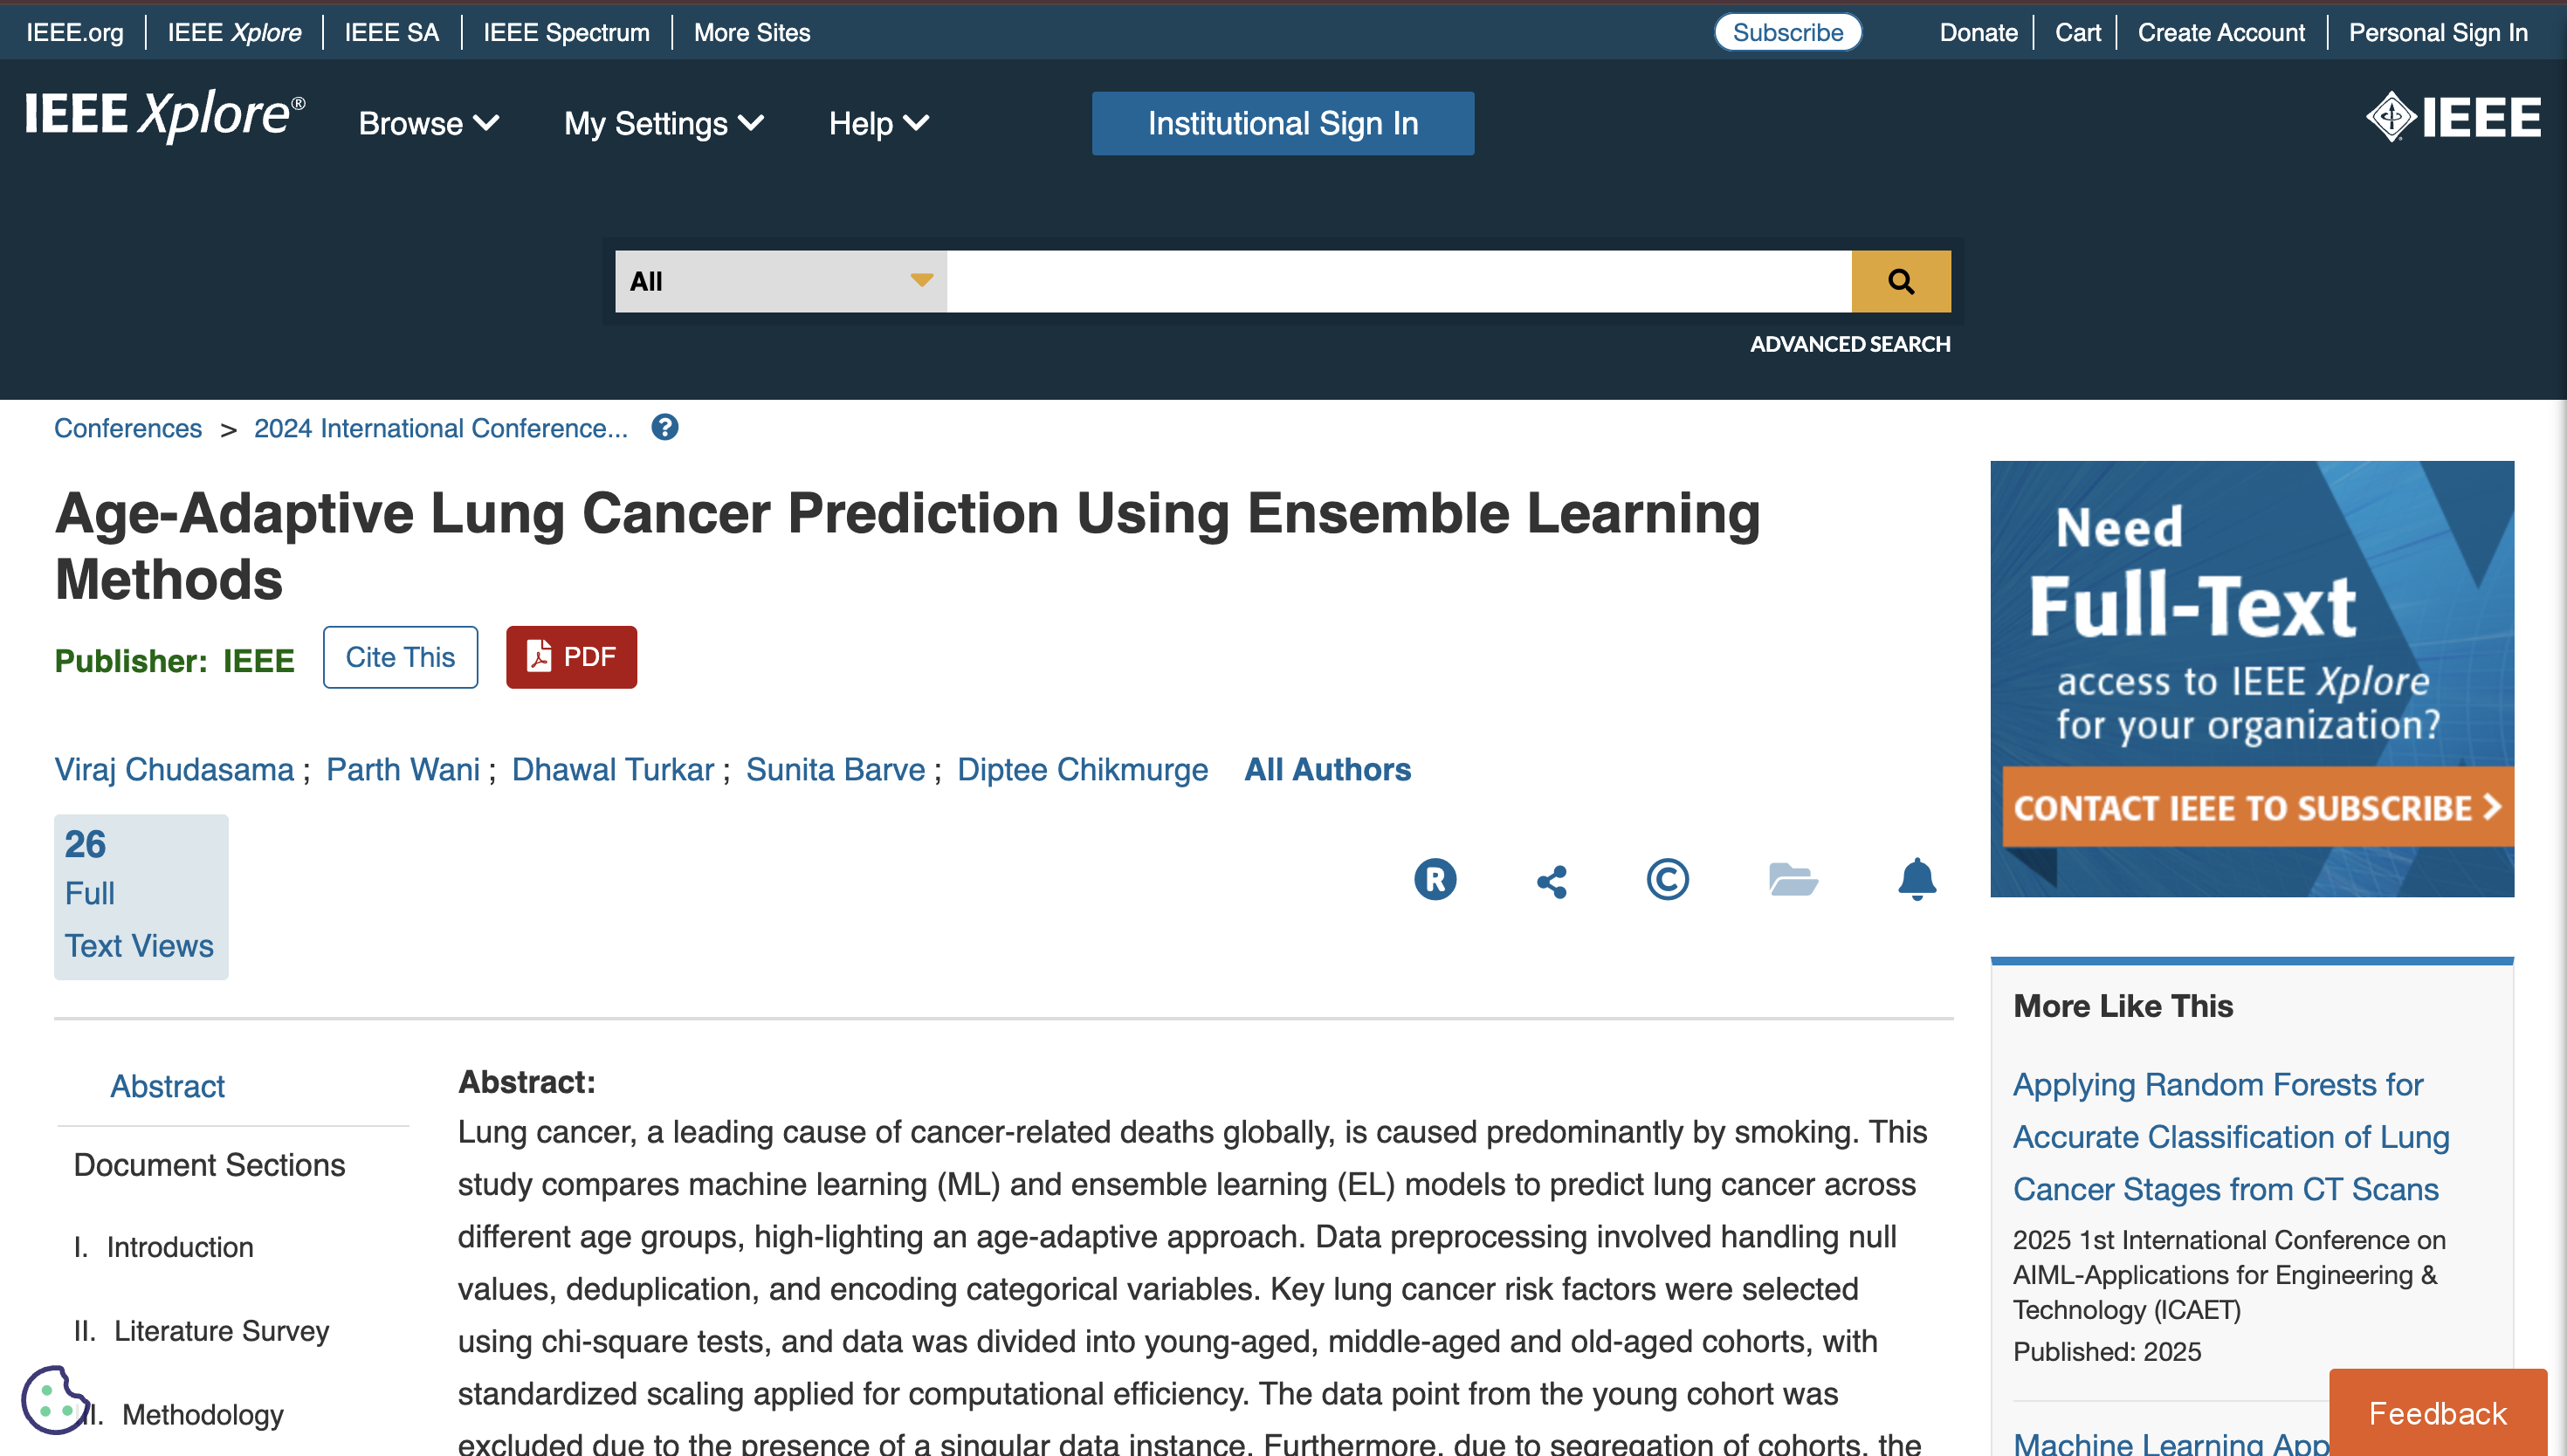 IEEE.org
IEEE Xplore
IEEE SA
IEEE Spectrum
More Sites
Subscribe
Donate
Cart
Create Account
Personal Sign In
IEEE Xplore®
Browse
My Settings
Help
Institutional Sign In
IEEE
All
ADVANCED SEARCH
Conferences > 2024 International Conference...
Age-Adaptive Lung Cancer Prediction Using Ensemble Learning
Methods
Publisher: IEEE
Cite This
PDF
Viraj Chudasama ; Parth Wani ; Dhawal Turkar ; Sunita Barve ; Diptee Chikmurge All Authors
26
Full
Text Views
Abstract
Document Sections
I. Introduction
II. Literature Survey
Methodology
Abstract:
Lung cancer, a leading cause of cancer-related deaths globally, is caused predominantly by smoking. This
study compares machine learning (ML) and ensemble learning (EL) models to predict lung cancer across
different age groups, high-lighting an age-adaptive approach. Data preprocessing involved handling null
values, deduplication, and encoding categorical variables. Key lung cancer risk factors were selected
using chi-square tests, and data was divided into young-aged, middle-aged and old-aged cohorts, with
standardized scaling applied for computational efficiency. The data point from the young cohort was
excluded due to the presence of a singular data instance. Furthermore, due to segregation of cohorts, the
Need
Full-Text
access to IEEE Xplore
for your organization?
CONTACT IEEE TO SUBSCRIBE >
More Like This
Applying Random Forests for
Accurate Classification of Lung
Cancer Stages from CT Scans
2025 1st International Conference on
AIML-Applications for Engineering &
Technology (ICAET)
Published: 2025
Machine Learning App
Feedback